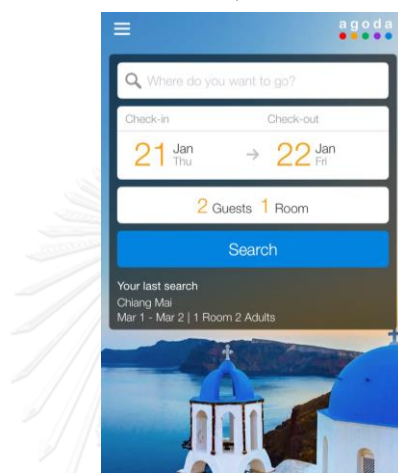 agoda
Where do you want to go?
Check-in Check-out
21 Jan Thu → 22 Jan Fri
2 Guests 1 Room
Search
Your last search
Chiang Mai
Mar 1 - Mar 2 | 1 Room 2 Adults